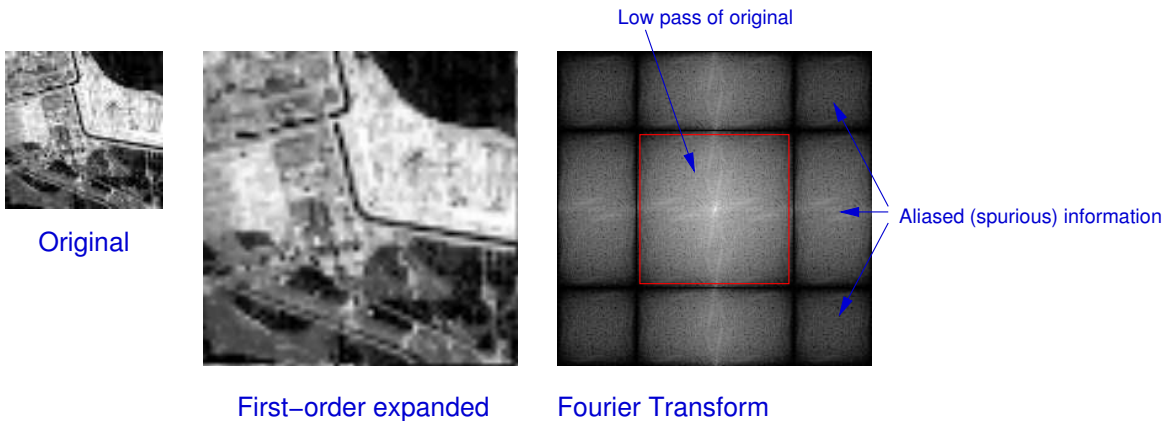 Low pass of original
Aliased (spurious) information
Original
First−order expanded
Fourier Transform